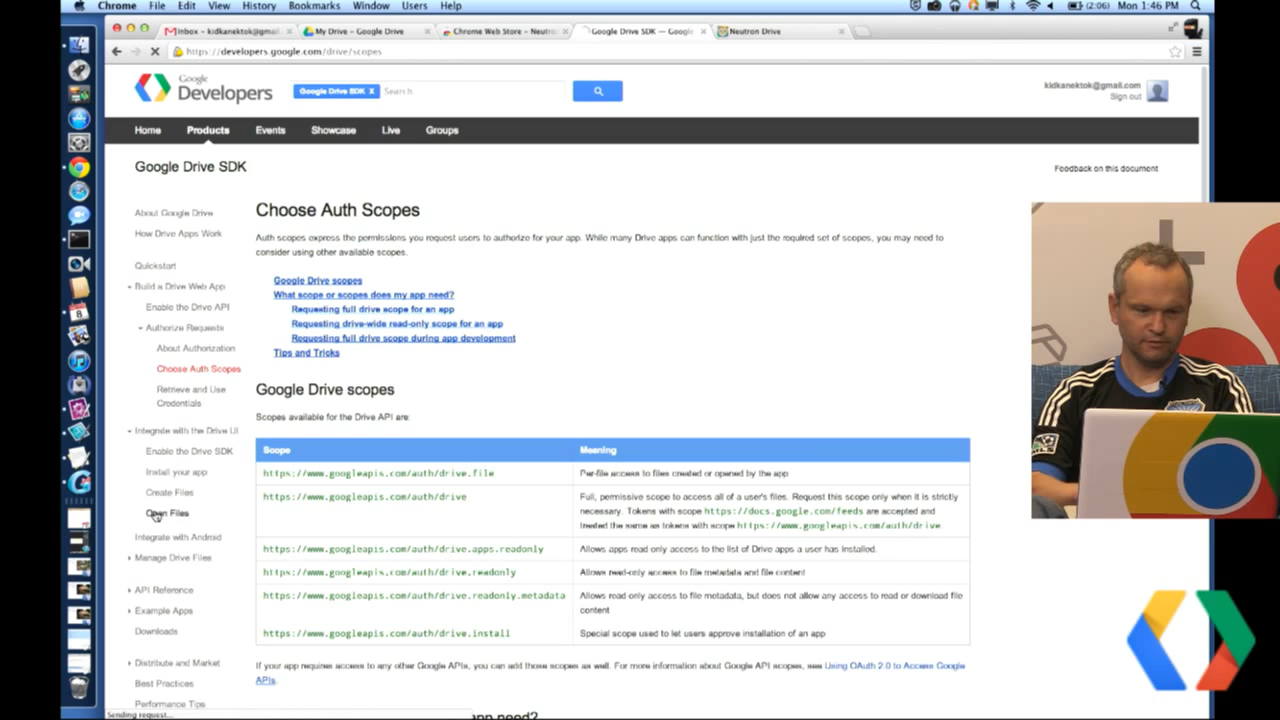 Chrome File Edit View History Bookmarks Window Users Help (2:06) Mon 1:46 PM
Inbox – kidkanektok@gmail. My Drive – Google Drive Chrome Web Store – Neutro Google Drive SDK — Google Neutron Drive
https://developers.google.com/drive/scopes
Google Developers
Google Drive SDK X Search
kidkanektok@gmail.com
Sign out
Home Products Events Showcase Live Groups
Google Drive SDK
Feedback on this document
About Google Drive
How Drive Apps Work
Quickstart
Build a Drive Web App
Enable the Drive API
Authorize Requests
About Authorization
Choose Auth Scopes
Retrieve and Use
Credentials
Integrate with the Drive UI
Enable the Drive SDK
Install your app
Create Files
Open Files
Integrate with Android
Manage Drive Files
API Reference
Example Apps
Downloads
Distribute and Market
Best Practices
Performance Tips
Choose Auth Scopes
Auth scopes express the permissions you request users to authorize for your app. While many Drive apps can function with just the required set of scopes, you may need to
consider using other available scopes.
Google Drive scopes
What scope or scopes does my app need?
Requesting full drive scope for an app
Requesting drive-wide read-only scope for an app
Requesting full drive scope during app development
Tips and Tricks
Google Drive scopes
Scopes available for the Drive API are:
Scope Meaning
https://www.googleapis.com/auth/drive.file Per-file access to files created or opened by the app
https://www.googleapis.com/auth/drive Full, permissive scope to access all of a user's files. Request this scope only when it is strictly
necessary. Tokens with scope https://docs.google.com/feeds are accepted and
treated the same as tokens with scope https://www.googleapis.com/auth/drive.
https://www.googleapis.com/auth/drive.apps.readonly Allows apps read only access to the list of Drive apps a user has installed.
https://www.googleapis.com/auth/drive.readonly Allows read-only access to file metadata and file content
https://www.googleapis.com/auth/drive.readonly.metadata Allows read only access to file metadata, but does not allow any access to read or download file
content
https://www.googleapis.com/auth/drive.install Special scope used to let users approve installation of an app
If your app requires access to any other Google APIs, you can add those scopes as well. For more information about Google API scopes, see Using OAuth 2.0 to Access Google
APIs.
app need?
Sending request...
8